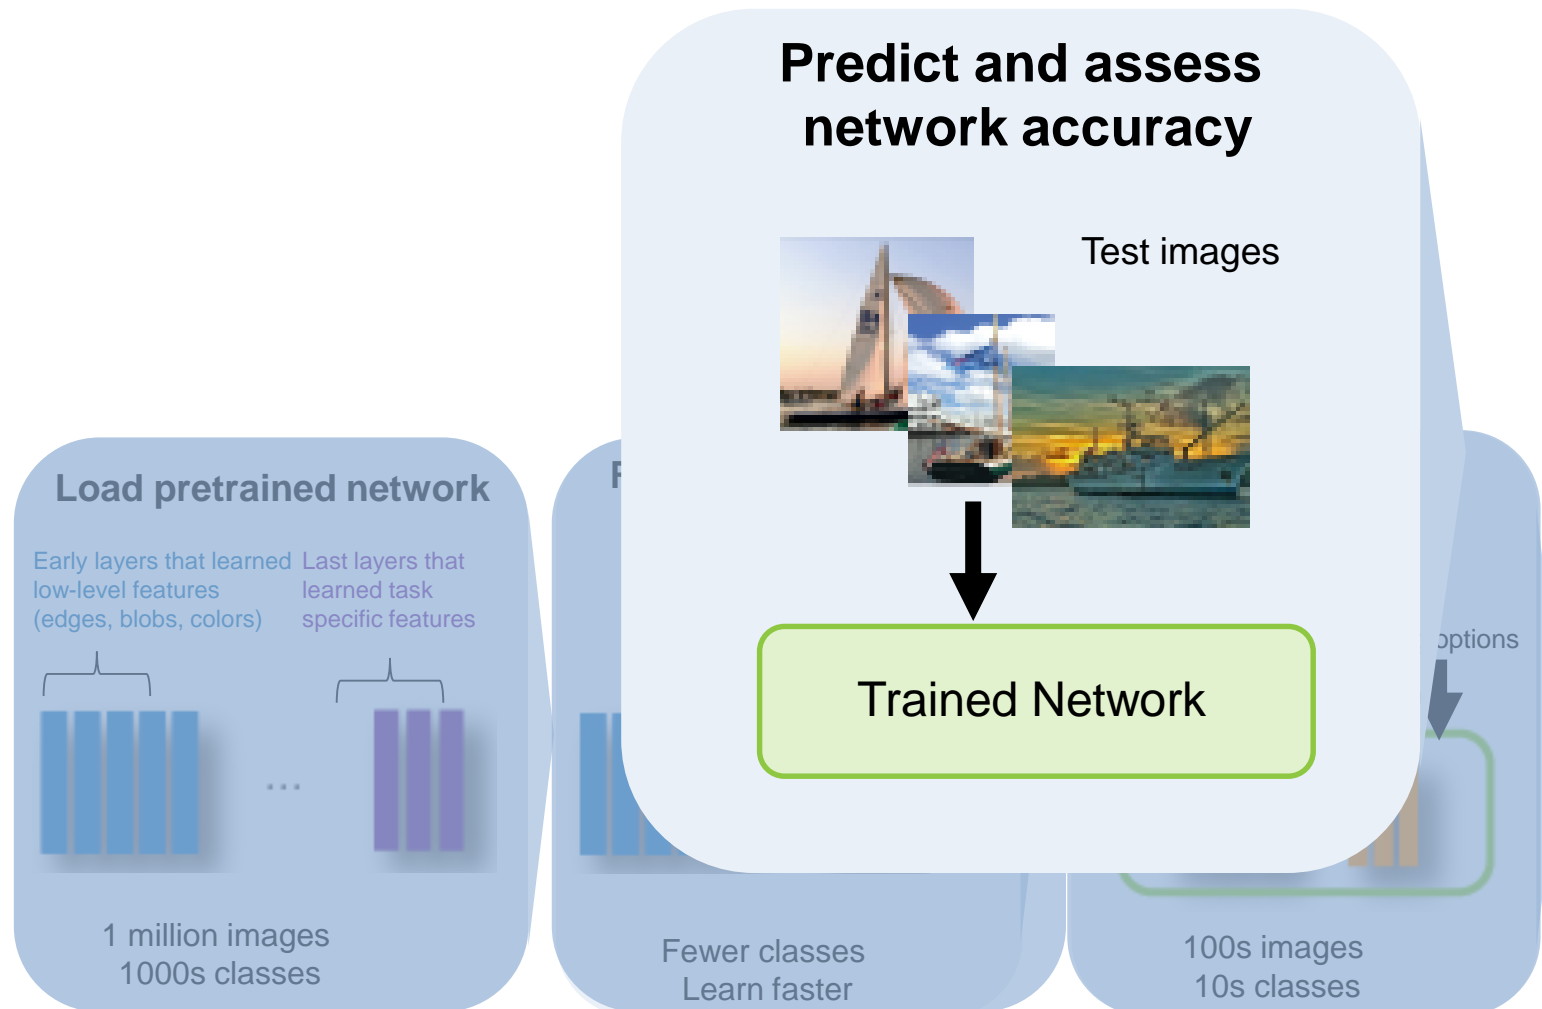 Predict and assess
network accuracy
Test images
Trained Network
Load pretrained network
Early layers that learned
low-level features
(edges, blobs, colors)
Last layers that
learned task
specific features
...
1 million images
1000s classes
Fewer classes
Learn faster
options
100s images
10s classes